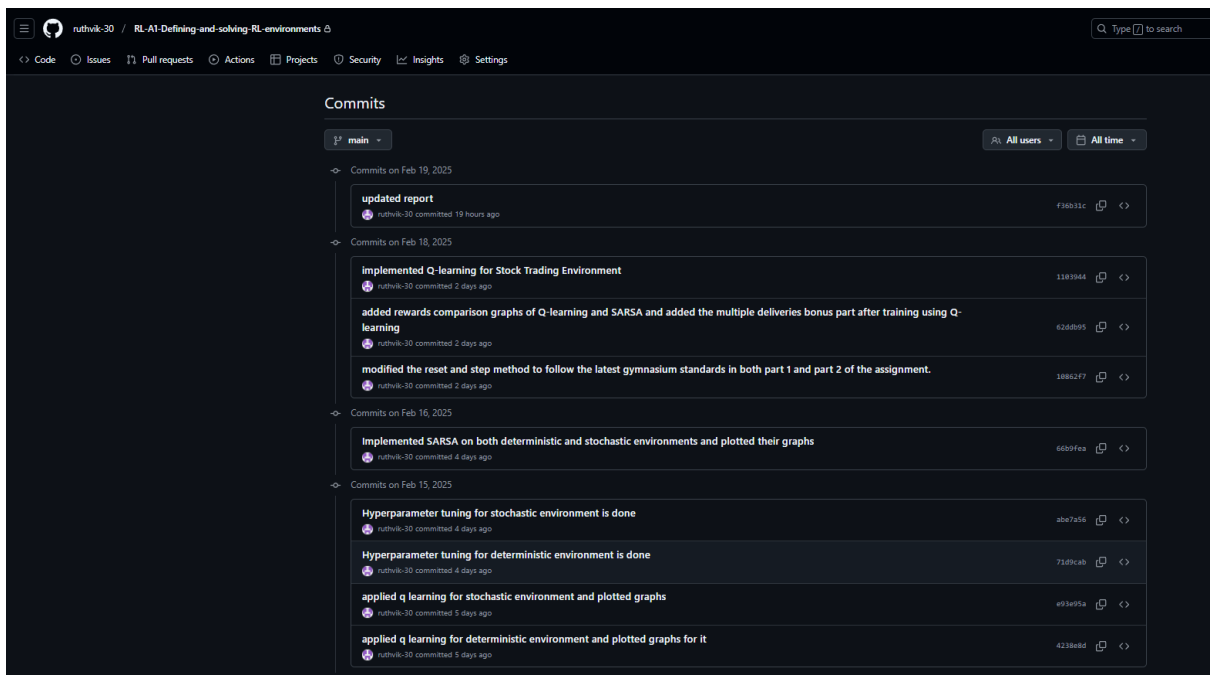 ruthvik-30 / RL-A1-Defining-and-solving-RL-environments
Type / to search
Code Issues Pull requests Actions Projects Security Insights Settings
Commits
main All users All time
Commits on Feb 19, 2025
updated report
ruthvik-30 committed 19 hours ago
f36b31c
Commits on Feb 18, 2025
implemented Q-learning for Stock Trading Environment
ruthvik-30 committed 2 days ago
1103944
added rewards comparison graphs of Q-learning and SARSA and added the multiple deliveries bonus part after training using Q-
learning
ruthvik-30 committed 2 days ago
62ddb95
modified the reset and step method to follow the latest gymnasium standards in both part 1 and part 2 of the assignment.
ruthvik-30 committed 2 days ago
10862f7
Commits on Feb 16, 2025
Implemented SARSA on both deterministic and stochastic environments and plotted their graphs
ruthvik-30 committed 4 days ago
66b9fea
Commits on Feb 15, 2025
Hyperparameter tuning for stochastic environment is done
ruthvik-30 committed 4 days ago
abe7a56
Hyperparameter tuning for deterministic environment is done
ruthvik-30 committed 4 days ago
71d9cab
applied q learning for stochastic environment and plotted graphs
ruthvik-30 committed 5 days ago
e93e95a
applied q learning for deterministic environment and plotted graphs for it
ruthvik-30 committed 5 days ago
4238e8d